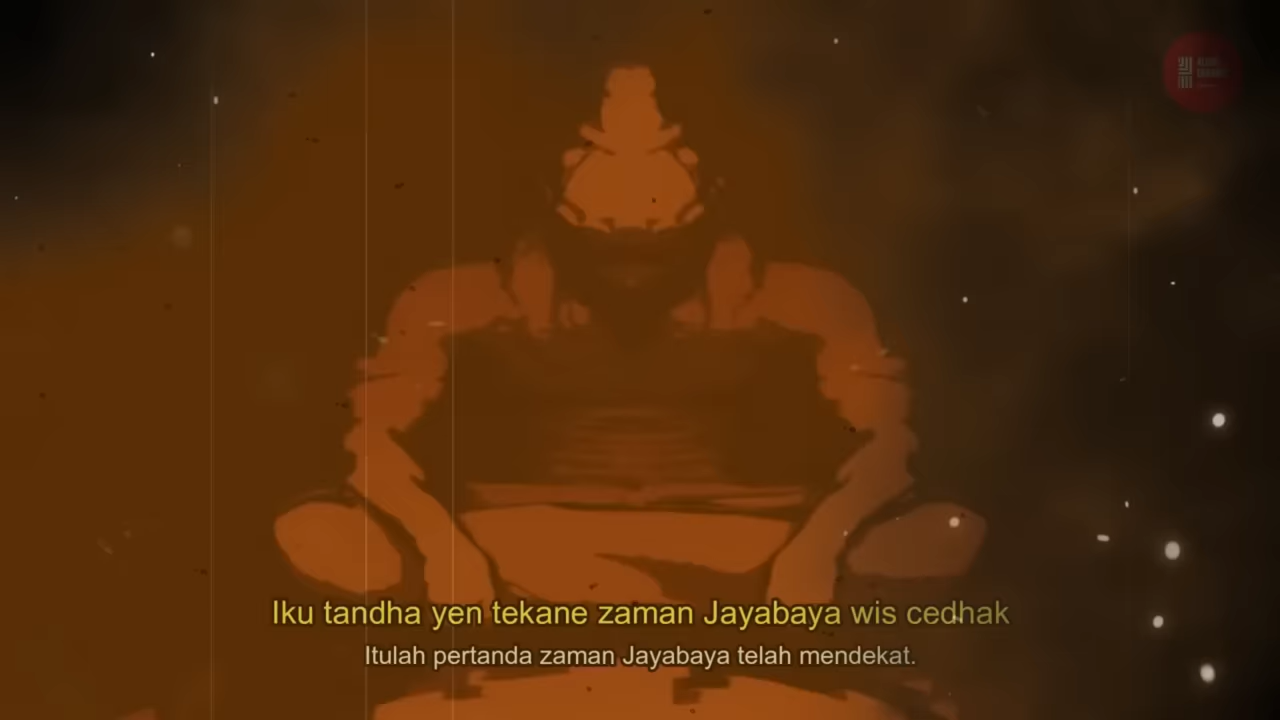 Iku tandha yen tekane zaman Jayabaya wis cedhak
Itulah pertanda zaman Jayabaya telah mendekat.